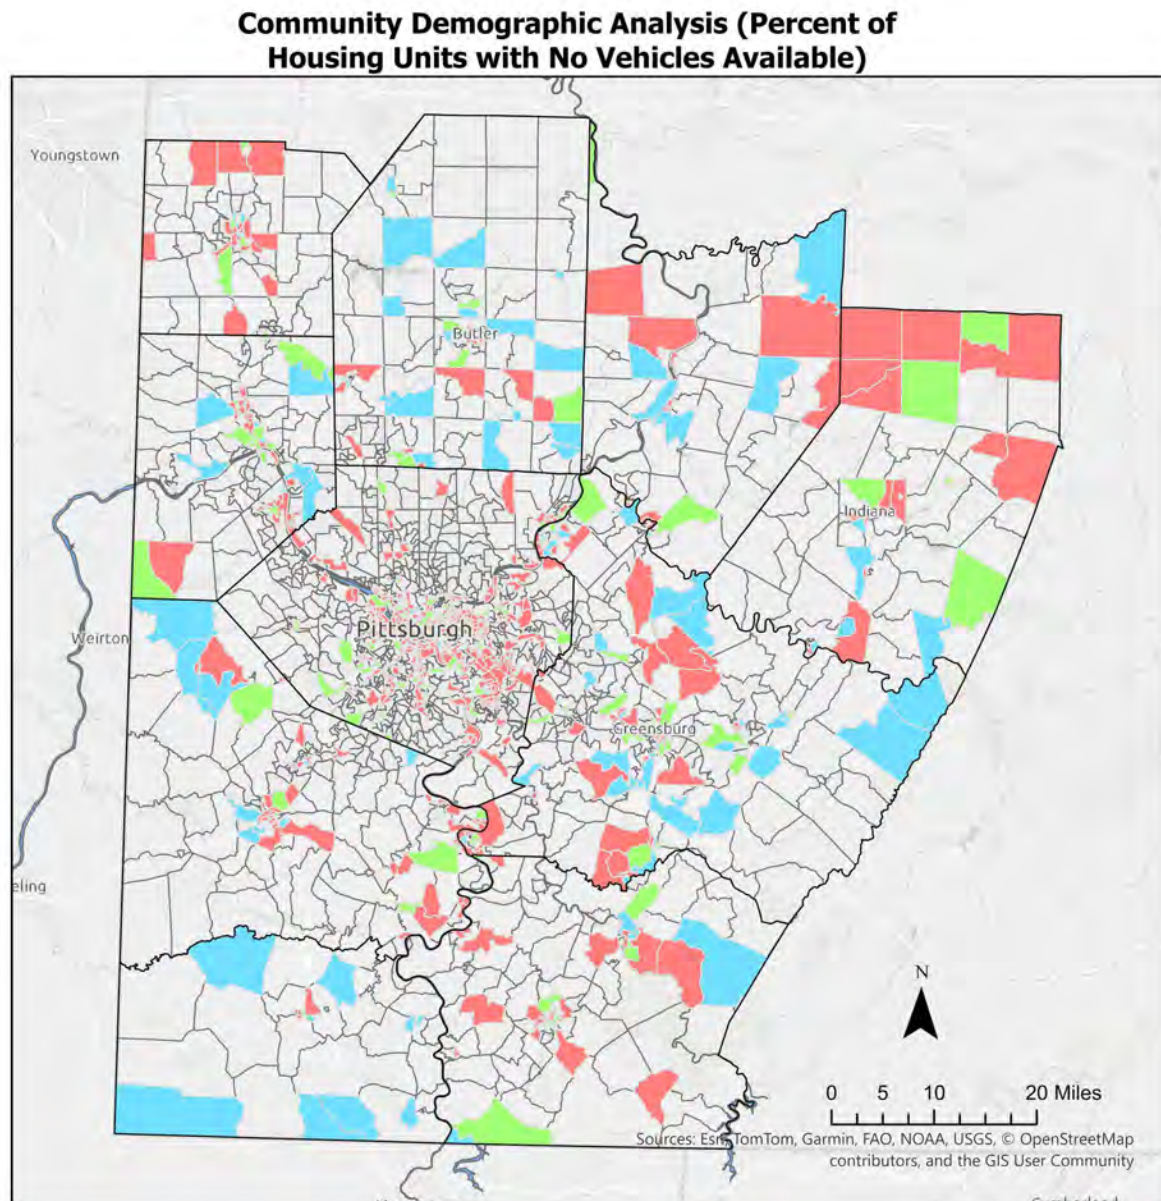 Community Demographic Analysis (Percent of
Housing Units with No Vehicles Available)
Youngstown
Butler
Indiana
Pittsburgh
Weirton
Greensburg
eling
N
0 5 10 20 Miles
Sources: Esri, TomTom, Garmin, FAO, NOAA, USGS, © OpenStreetMap
contributors, and the GIS User Community